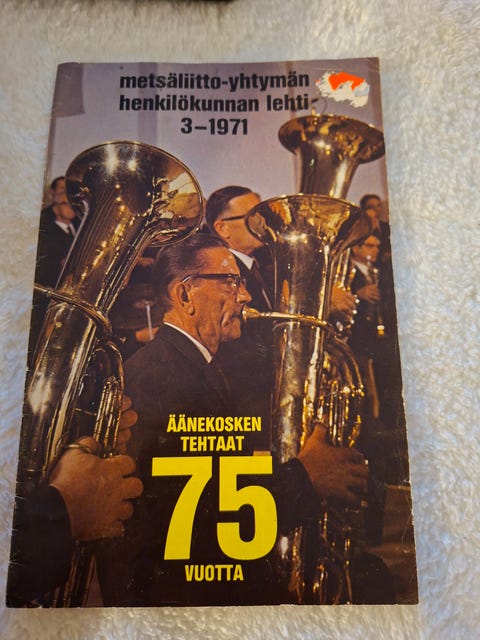 metsäliitto-yhtymän
henkilökunnan lehti
3-1971
ÄÄNEKOSKEN
TEHTAAT
75
VUOTTA